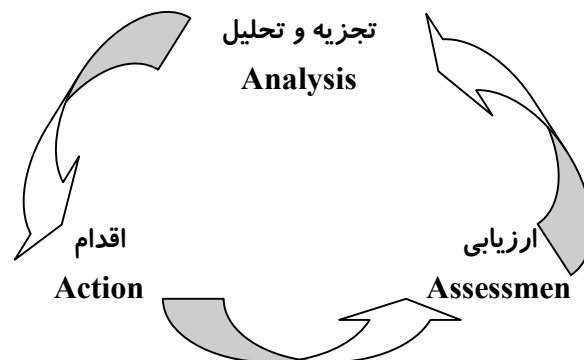 تجزیه و تحلیل
Analysis
اقدام
Action
ارزیابی
Assessmen